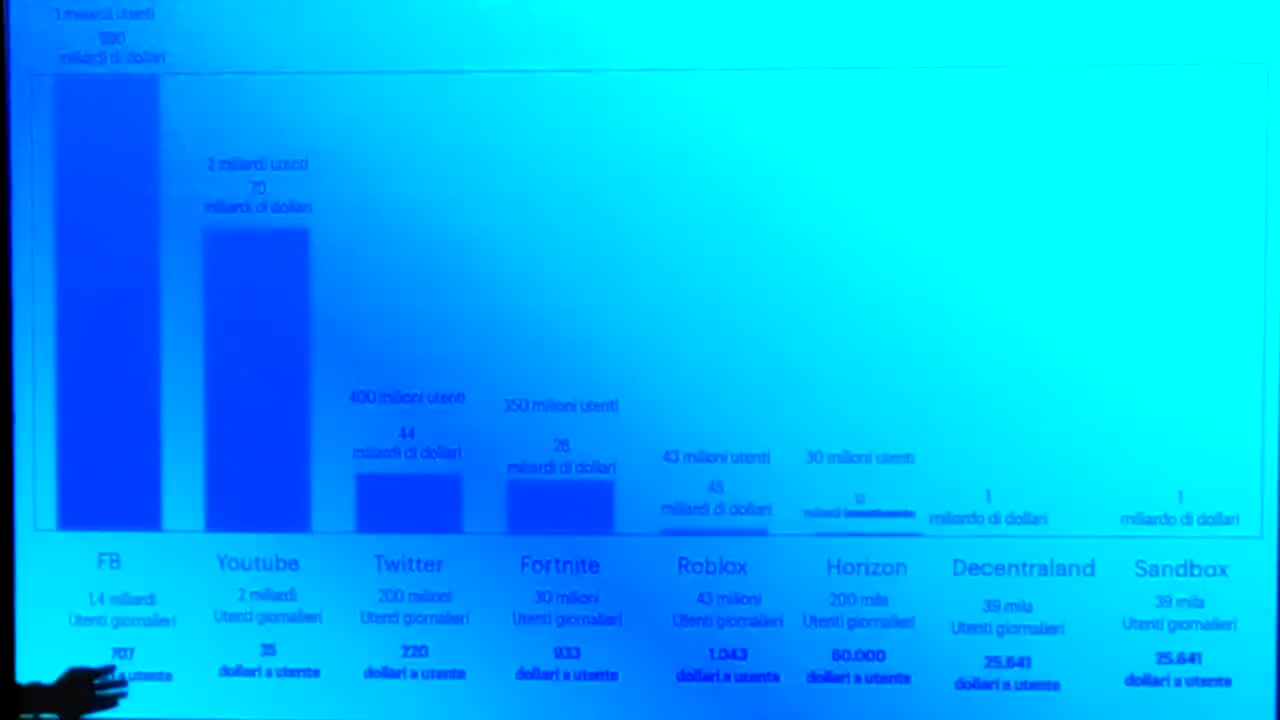 3 miliardi utenti
990
miliardi di dollari
2 miliardi utenti
70
miliardi di dollari
400 milioni utenti
44
miliardi di dollari
350 milioni utenti
28
miliardi di dollari
43 milioni utenti
45
miliardi di dollari
30 milioni utenti
12
miliardi
1
miliardo di dollari
1
miliardo di dollari
FB
1.4 miliardi
Utenti giornalieri
707
a utente
Youtube
2 miliardi
Utenti giornalieri
35
dollari a utente
Twitter
200 milioni
Utenti giornalieri
220
dollari a utente
Fortnite
30 milioni
Utenti giornalieri
933
dollari a utente
Roblox
43 milioni
Utenti giornalieri
1.043
dollari a utente
Horizon
200 mila
Utenti giornalieri
60.000
dollari a utente
Decentraland
39 mila
Utenti giornalieri
25.641
dollari a utente
Sandbox
39 mila
Utenti giornalieri
25.641
dollari a utente